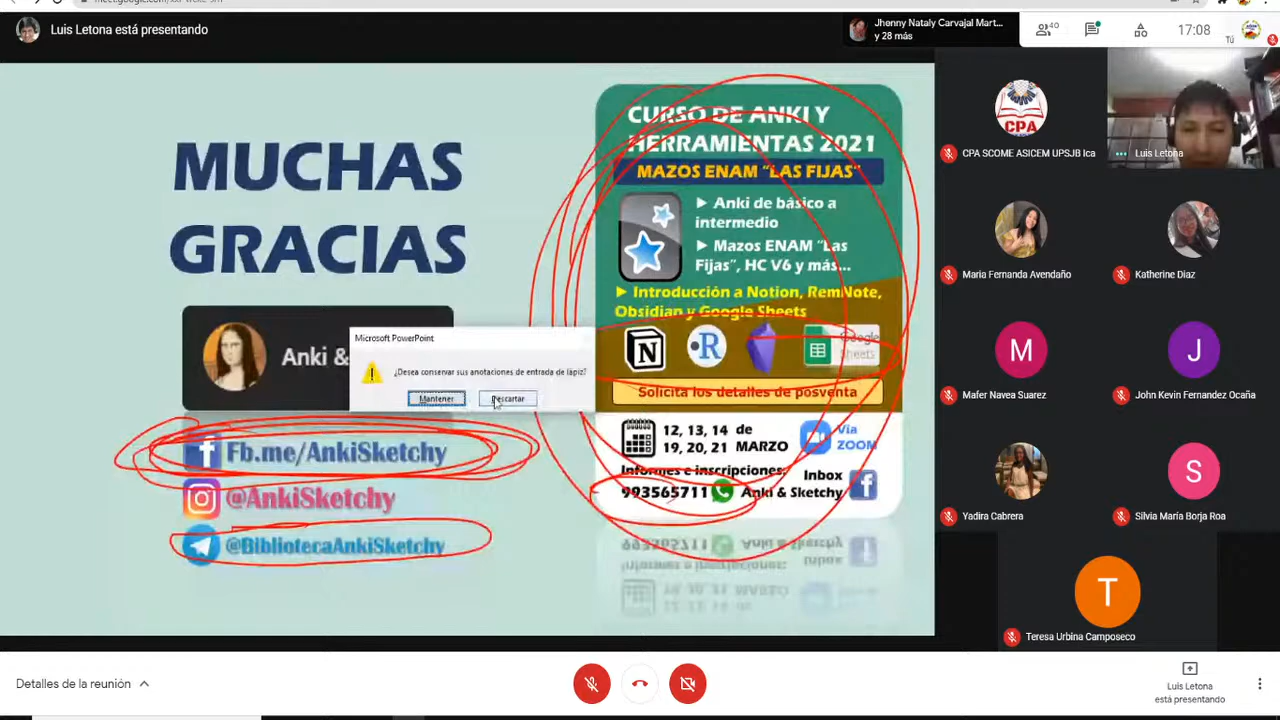 Luis Letona está presentando
Jhenny Nataly Carvajal Mart...
y 28 más
40
17:08
Tú
MUCHAS
GRACIAS
Anki &
Fb.me/AnkiSketchy
@AnkiSketchy
@BibliotecaAnkiSketchy
Microsoft PowerPoint
¿Desea conservar sus anotaciones de entrada de lápiz?
Mantener
Descartar
CURSO DE ANKI Y
HERRAMIENTAS 2021
MAZOS ENAM “LAS FIJAS”
► Anki de básico a
intermedio
► Mazos ENAM “Las
Fijas”, HC V6 y más...
► Introducción a Notion, RemNote,
Obsidian y Google Sheets
N
R
Google
Sheets
Solicita los detalles de posventa
12, 13, 14 de
19, 20, 21 MARZO
Vía
ZOOM
Informes e inscripciones:
993565711
Anki & Sketchy
Inbox
CPA
CPA SCOME ASICEM UPSJB Ica
Luis Letona
Maria Fernanda Avendaño
Katherine Diaz
M
Mafer Navea Suarez
J
John Kevin Fernandez Ocaña
Yadira Cabrera
S
Silvia María Borja Roa
T
Teresa Urbina Camposeco
Detalles de la reunión
Luis Letona
está presentando